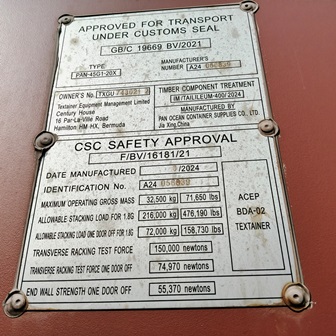 APPROVED FOR TRANSPORT
UNDER CUSTOMS SEAL
GB/C 19669 BV/2021
TYPE
PAN-45G1-20X
MANUFACTURER'S
NUMBER A24
OWNER'S No. TXGU
Textainer Equipment Management Limited
Century House
16 Par-La-Ville Road
Hamilton HM HX, Bermuda
TIMBER COMPONENT TREATMENT
IM/TAILILEUM-400/2024
MANUFACTURED BY
PAN OCEAN CONTAINER SUPPLIES CO. LTD
Jia Xing,China
CSC SAFETY APPROVAL
F/BV/16181/21
DATE MANUFACTURED /2024
IDENTIFICATION No. A24
MAXIMUM OPERATING GROSS MASS 32,500 kg 71,650 lbs
ALLOWABLE STACKING LOAD FOR 1.8G 216,000 kg 476,190 lbs
ALLOWABLE STACKING LOAD ONE DOOR OFF FOR 1.8G 72,000 kg 158,730 lbs
TRANSVERSE RACKING TEST FORCE 150,000 newtons
TRANSVERSE RACKING TEST FORCE ONE DOOR OFF 74,970 newtons
END WALL STRENGTH ONE DOOR OFF 55,370 newtons
ACEP
BDA-02
TEXTAINER